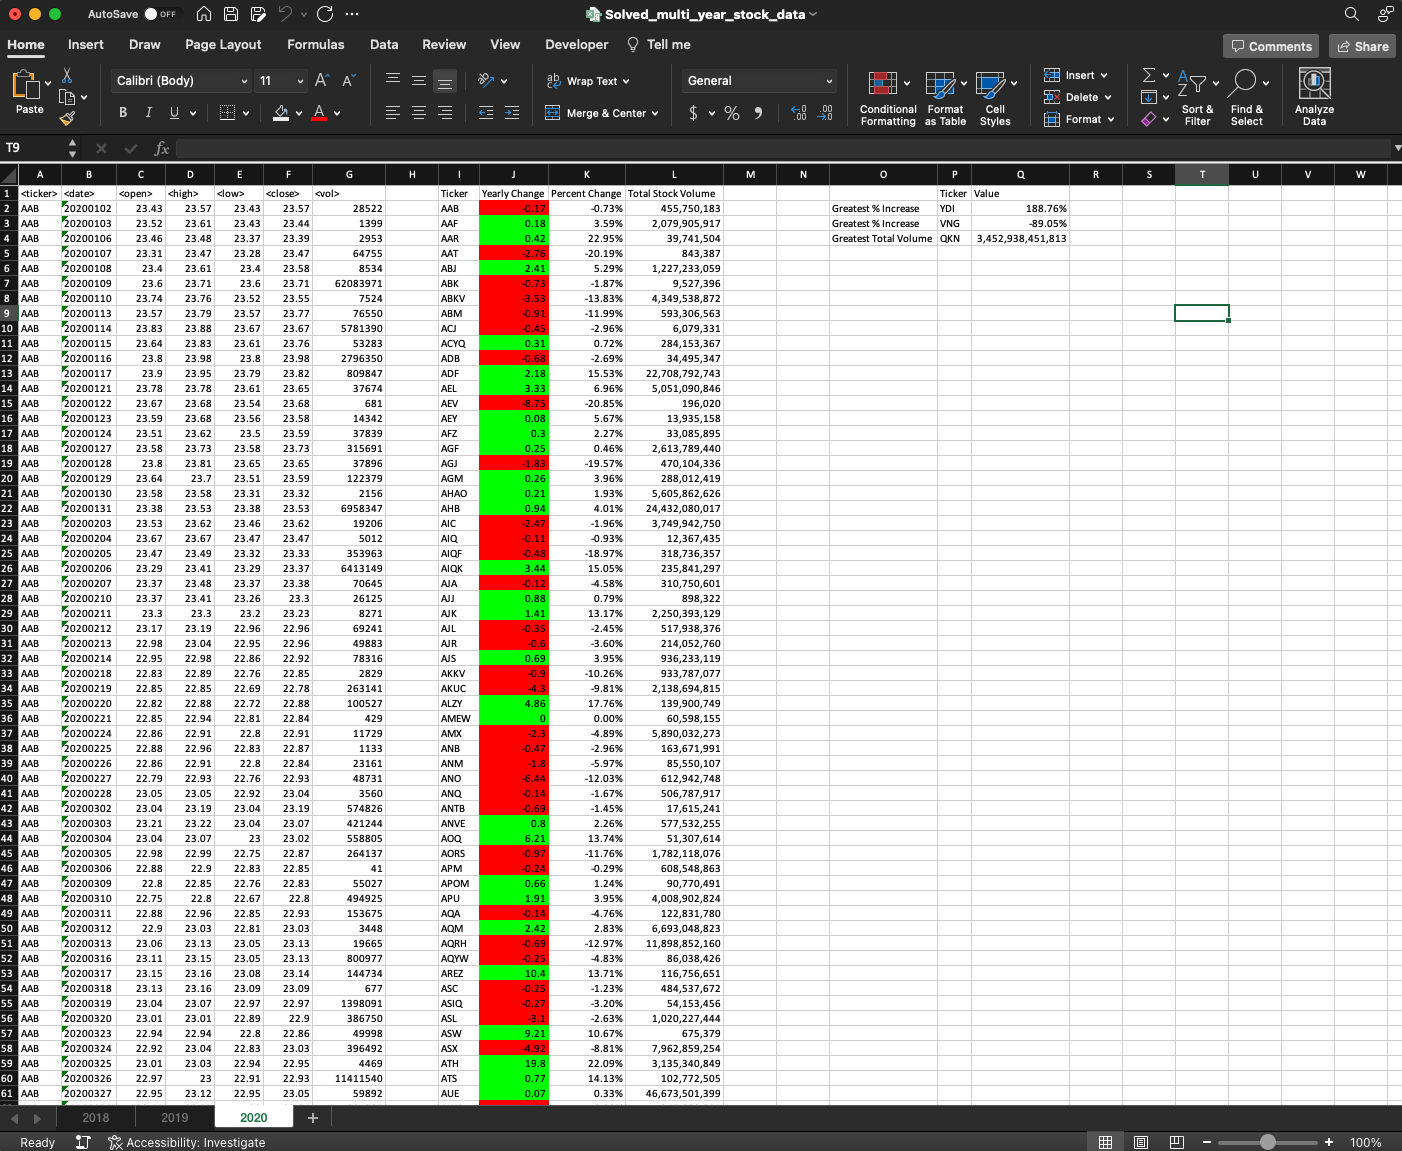 AutoSave OFF Solved_multi_year_stock_data
Home Insert Draw Page Layout Formulas Data Review View Developer Tell me Comments Share
Paste Calibri (Body) 11 Wrap Text General Insert
B I U Merge & Center $ % Conditional Formatting Format as Table Cell Styles Delete Format Sort & Filter Find & Select Analyze Data
T9 fx
A B C D E F G H I J K L M N O P Q R S T U V W
1 <ticker> <date> <open> <high> <low> <close> <vol> Ticker Yearly Change Percent Change Total Stock Volume Ticker Value
2 AAB 20200102 23.43 23.57 23.43 23.57 28522 AAB -0.17 -0.73% 455,750,183 Greatest % Increase YDI 188.76%
3 AAB 20200103 23.52 23.61 23.43 23.44 1399 AAF 0.18 3.59% 2,079,905,917 Greatest % Increase VNG -89.05%
4 AAB 20200106 23.46 23.48 23.37 23.39 2953 AAR 0.42 22.95% 39,741,504 Greatest Total Volume QKN 3,452,938,451,813
5 AAB 20200107 23.31 23.47 23.28 23.47 64755 AAT -2.76 -20.19% 843,387
6 AAB 20200108 23.4 23.61 23.4 23.58 8534 ABJ 2.41 5.29% 1,227,233,059
7 AAB 20200109 23.6 23.71 23.6 23.71 62083971 ABK -0.73 -1.87% 9,527,396
8 AAB 20200110 23.74 23.76 23.52 23.55 7524 ABKV -3.53 -13.83% 4,349,538,872
9 AAB 20200113 23.57 23.79 23.57 23.77 76550 ABM -0.91 -11.99% 593,306,563
10 AAB 20200114 23.83 23.88 23.67 23.67 5781390 ACJ -0.45 -2.96% 6,079,331
11 AAB 20200115 23.64 23.83 23.61 23.76 53283 ACYQ 0.31 0.72% 284,153,367
12 AAB 20200116 23.8 23.98 23.8 23.98 2796350 ADB -0.68 -2.69% 34,495,347
13 AAB 20200117 23.9 23.95 23.79 23.82 809847 ADF 2.18 15.53% 22,708,792,743
14 AAB 20200121 23.78 23.78 23.61 23.65 37674 AEL 3.33 6.96% 5,051,090,846
15 AAB 20200122 23.67 23.68 23.54 23.68 681 AEV -8.75 -20.85% 196,020
16 AAB 20200123 23.59 23.68 23.56 23.58 14342 AEY 0.08 5.67% 13,935,158
17 AAB 20200124 23.51 23.62 23.5 23.59 37839 AFZ 0.3 2.27% 33,085,895
18 AAB 20200127 23.58 23.73 23.58 23.73 315691 AGF 0.25 0.46% 2,613,789,440
19 AAB 20200128 23.8 23.81 23.65 23.65 37896 AGJ -1.83 -19.57% 470,104,336
20 AAB 20200129 23.64 23.7 23.51 23.59 122379 AGM 0.26 3.96% 288,012,419
21 AAB 20200130 23.58 23.58 23.31 23.32 2156 AHAO 0.21 1.93% 5,605,862,626
22 AAB 20200131 23.38 23.53 23.38 23.53 6958347 AHB 0.94 4.01% 24,432,080,017
23 AAB 20200203 23.53 23.62 23.46 23.62 19206 AIC -2.47 -1.96% 3,749,942,750
24 AAB 20200204 23.67 23.67 23.47 23.47 5012 AIQ -0.11 -0.93% 12,367,435
25 AAB 20200205 23.47 23.49 23.32 23.33 353963 AIQF -0.48 -18.97% 318,736,357
26 AAB 20200206 23.29 23.41 23.29 23.37 6413149 AIQK 3.44 15.05% 235,841,297
27 AAB 20200207 23.37 23.48 23.37 23.38 70645 AJA -0.12 -4.58% 310,750,601
28 AAB 20200210 23.37 23.41 23.26 23.3 26125 AJJ 0.88 0.79% 898,322
29 AAB 20200211 23.3 23.3 23.2 23.23 8271 AJK 1.41 13.17% 2,250,393,129
30 AAB 20200212 23.17 23.19 22.96 22.96 69241 AJL -0.35 -2.45% 517,938,376
31 AAB 20200213 22.98 23.04 22.95 22.96 49883 AJR -0.6 -3.60% 214,052,760
32 AAB 20200214 22.95 22.98 22.86 22.92 78316 AJS 0.69 3.95% 936,233,119
33 AAB 20200218 22.83 22.89 22.76 22.85 2829 AKKV -0.9 -10.26% 933,787,077
34 AAB 20200219 22.85 22.85 22.69 22.78 263141 AKUC -4.3 -9.81% 2,138,694,815
35 AAB 20200220 22.82 22.88 22.72 22.88 100527 ALZY 4.86 17.76% 139,900,749
36 AAB 20200221 22.85 22.94 22.81 22.84 429 AMEW 0 0.00% 60,598,155
37 AAB 20200224 22.86 22.91 22.8 22.91 11729 AMX -2.3 -4.89% 5,890,032,273
38 AAB 20200225 22.88 22.96 22.83 22.87 1133 ANB -0.47 -2.96% 163,671,991
39 AAB 20200226 22.86 22.91 22.8 22.84 23161 ANM -1.8 -5.97% 85,550,107
40 AAB 20200227 22.79 22.93 22.76 22.93 48731 ANO -6.44 -12.03% 612,942,748
41 AAB 20200228 23.05 23.05 22.92 23.04 3560 ANQ -0.14 -1.67% 506,787,917
42 AAB 20200302 23.04 23.19 23.04 23.19 574826 ANTB -0.69 -1.45% 17,615,241
43 AAB 20200303 23.21 23.22 23.04 23.07 421244 ANVE 0.8 2.26% 577,532,255
44 AAB 20200304 23.04 23.07 23 23.02 558805 AOQ 6.21 13.74% 51,307,614
45 AAB 20200305 22.98 22.99 22.75 22.87 264137 AORS -0.97 -11.76% 1,782,118,076
46 AAB 20200306 22.88 22.9 22.83 22.85 41 APM -0.24 -0.29% 608,548,863
47 AAB 20200309 22.8 22.85 22.76 22.83 55027 APOM 0.66 1.24% 90,770,491
48 AAB 20200310 22.75 22.8 22.67 22.8 494925 APU 1.91 3.95% 4,008,902,824
49 AAB 20200311 22.88 22.96 22.85 22.93 153675 AQA -0.14 -4.76% 122,831,780
50 AAB 20200312 22.9 23.03 22.81 23.03 3448 AQM 2.42 2.83% 6,693,048,823
51 AAB 20200313 23.06 23.13 23.05 23.13 19665 AQRH -0.69 -12.97% 11,898,852,160
52 AAB 20200316 23.11 23.15 23.05 23.13 800977 AQYW -0.25 -4.83% 86,038,426
53 AAB 20200317 23.15 23.16 23.08 23.14 144734 AREZ 10.4 13.71% 116,756,651
54 AAB 20200318 23.13 23.16 23.09 23.09 677 ASC -0.25 -1.23% 484,537,672
55 AAB 20200319 23.04 23.07 22.97 22.97 1398091 ASIQ -0.27 -3.20% 54,153,456
56 AAB 20200320 23.01 23.01 22.89 22.9 386750 ASL -3.1 -2.63% 1,020,227,444
57 AAB 20200323 22.94 22.94 22.8 22.86 49998 ASW 9.21 10.67% 675,379
58 AAB 20200324 22.92 23.04 22.83 23.03 396492 ASX -4.92 -8.81% 7,962,859,254
59 AAB 20200325 23.01 23.03 22.94 22.95 4469 ATH 19.8 22.09% 3,135,340,849
60 AAB 20200326 22.97 23 22.91 22.93 11411540 ATS 0.77 14.13% 102,772,505
61 AAB 20200327 22.95 23.12 22.95 23.05 59892 AUE 0.07 0.33% 46,673,501,399
2018 2019 2020 +
Ready Accessibility: Investigate 100%